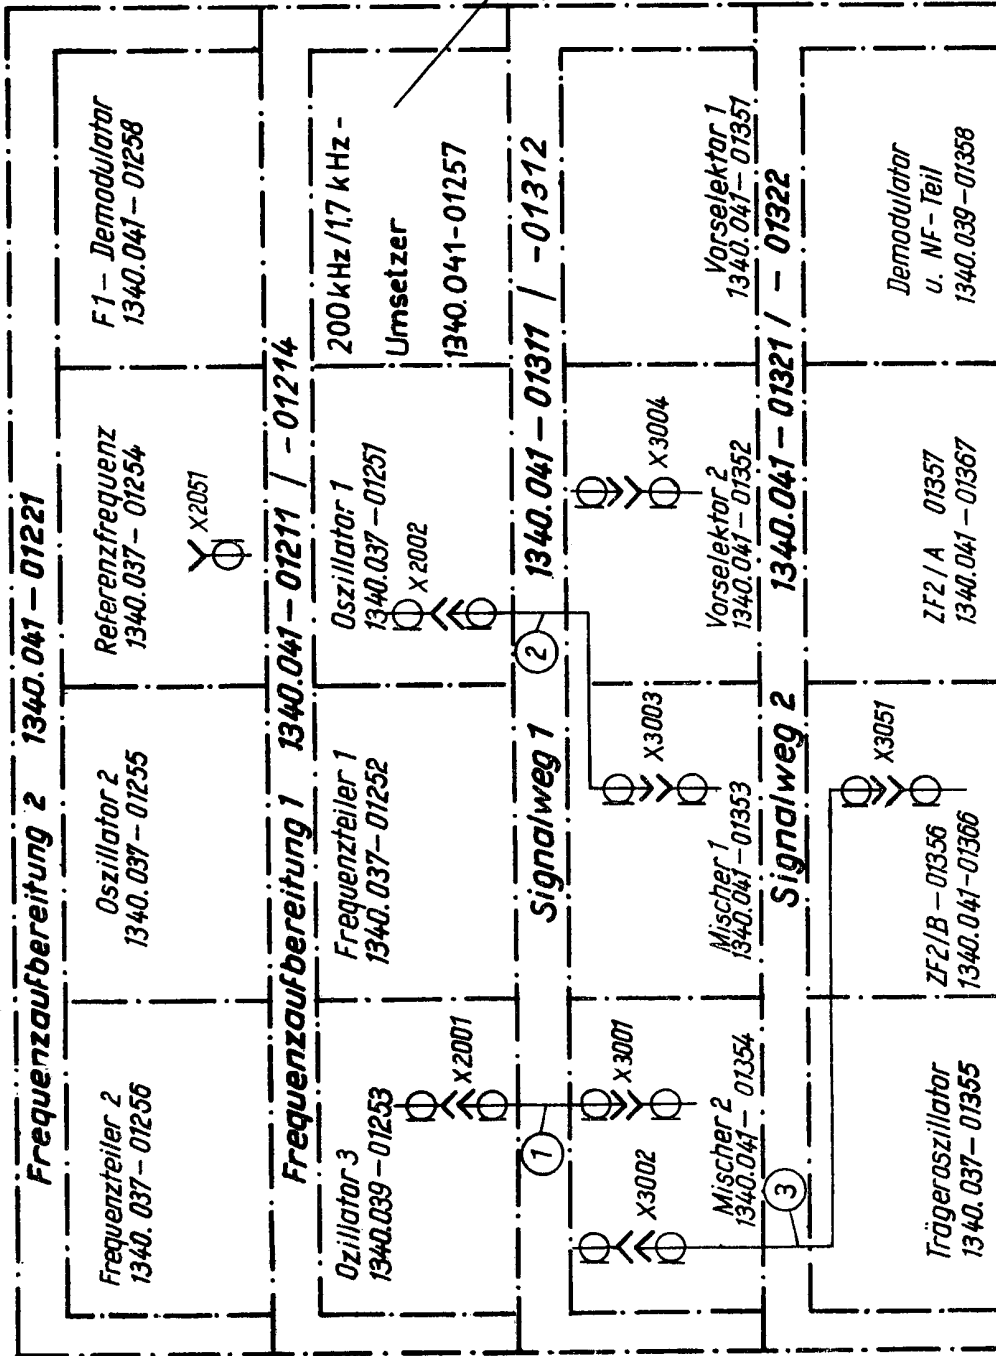 Frequenzaufbereitung 2 1340.041 – 01221
Frequenzteiler 2
1340.037 – 01256
Oszillator 2
1340.037 – 01255
Referenzfrequenz
1340.037 – 01254
X2051
F1 – Demodulator
1340.041 – 01258
Frequenzaufbereitung 1 1340.041 – 01211 / – 01214
Ozillator 3
1340.039 – 01253
X2001
Frequenzteiler 1
1340.037 – 01252
Oszillator 1
1340.037 – 01251
X2002
200 kHz/1,7 kHz –
Umsetzer
1340.041-01257
Signalweg 1 1340.041 – 01311 / – 01312
1
2
X3002
X3001
Mischer 2
1340.041 – 01354
X3003
Mischer 1
1340.041 – 01353
X3004
Vorselektor 2
1340.041 – 01352
Vorselektor 1
1340.041 – 01351
Signalweg 2 1340.041 – 01321 / – 01322
3
Trägeroszillator
1340.037 – 01355
X3051
ZF2/B – 01356
1340.041 – 01366
ZF2/A 01357
1340.041 – 01367
Demodulator
u. NF – Teil
1340.039 – 01358